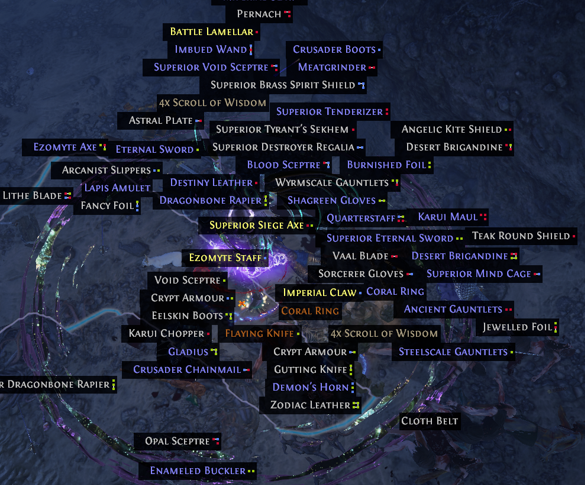 Pernach
Battle Lamellar
Imbued Wand
Crusader Boots
Superior Void Sceptre
Meatgrinder
Superior Brass Spirit Shield
4x Scroll of Wisdom
Superior Tenderizer
Astral Plate
Superior Tyrant's Sekhem
Angelic Kite Shield
Ezomyte Axe
Eternal Sword
Superior Destroyer Regalia
Desert Brigandine
Blood Sceptre
Burnished Foil
Arcanist Slippers
Lapis Amulet
Destiny Leather
Wyrmscale Gauntlets
Lithe Blade
Fancy Foil
Dragonbone Rapier
Shagreen Gloves
Quarterstaff
Karui Maul
Superior Siege Axe
Superior Eternal Sword
Teak Round Shield
Ezomyte Staff
Vaal Blade
Desert Brigandine
Void Sceptre
Sorcerer Gloves
Superior Mind Cage
Crypt Armour
Imperial Claw
Coral Ring
Eelskin Boots
Coral Ring
Ancient Gauntlets
Jewelled Foil
Karui Chopper
Flaying Knife
4x Scroll of Wisdom
Gladius
Crypt Armour
Steelscale Gauntlets
Crusader Chainmail
Gutting Knife
r Dragonbone Rapier
Demon's Horn
Zodiac Leather
Cloth Belt
Opal Sceptre
Enameled Buckler